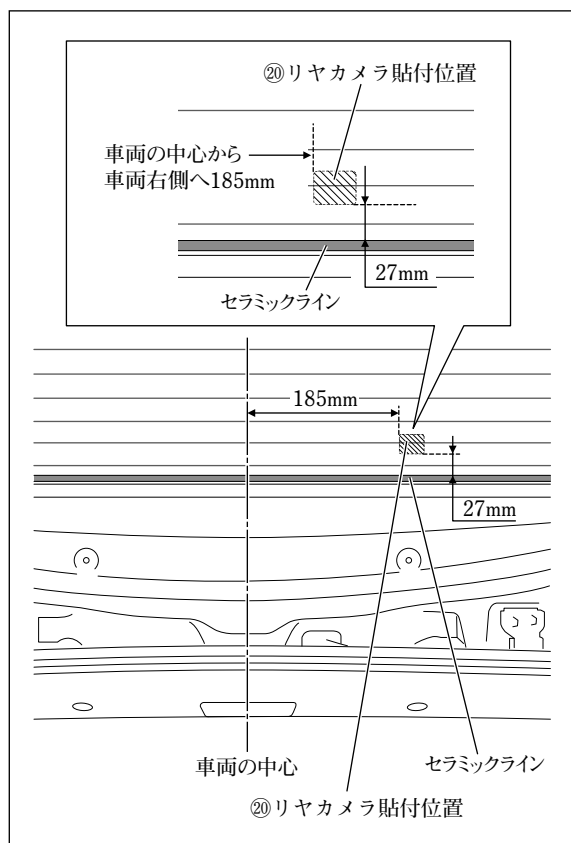 ⑳リヤカメラ貼付位置
車両の中心から
車両右側へ185mm
27mm
セラミックライン
185mm
27mm
車両の中心
セラミックライン
⑳リヤカメラ貼付位置